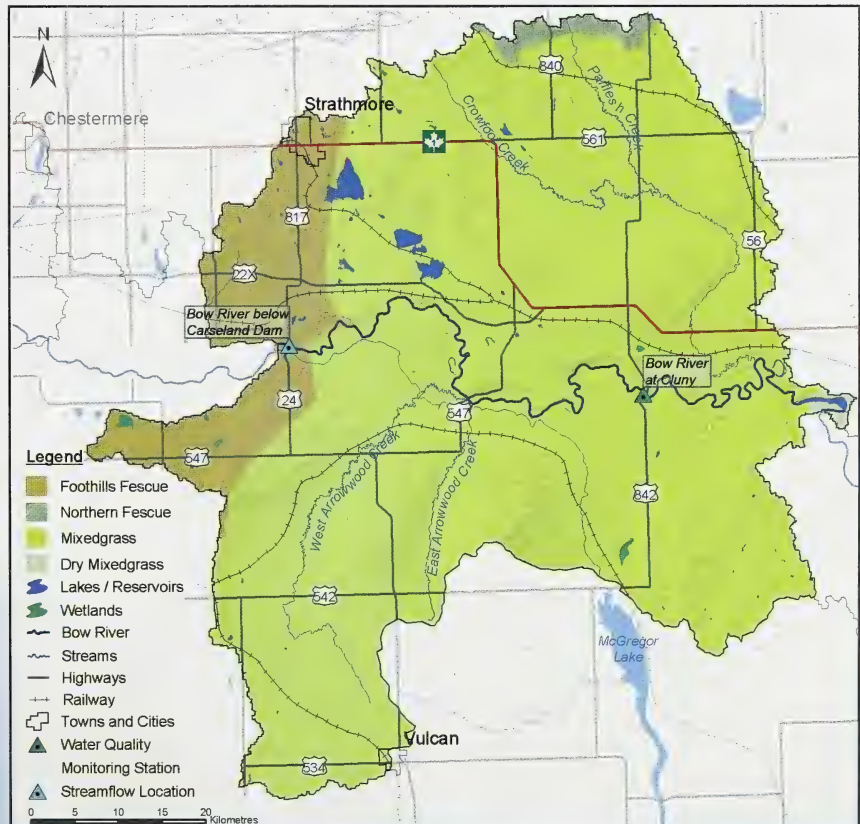 N
Strathmore
Chestermere
840
Crowfoot Creek
Parflesh Creek
1
561
817
56
22X
Bow River below
Carseland Dam
Bow River
at Cluny
24
547
547
West Arrowwood Creek
East Arrowwood Creek
842
542
McGregor
Lake
Vulcan
534
Legend
Foothills Fescue
Northern Fescue
Mixedgrass
Dry Mixedgrass
Lakes / Reservoirs
Wetlands
Bow River
Streams
Highways
Railway
Towns and Cities
Water Quality
Monitoring Station
Streamflow Location
0 5 10 15 20
Kilometres